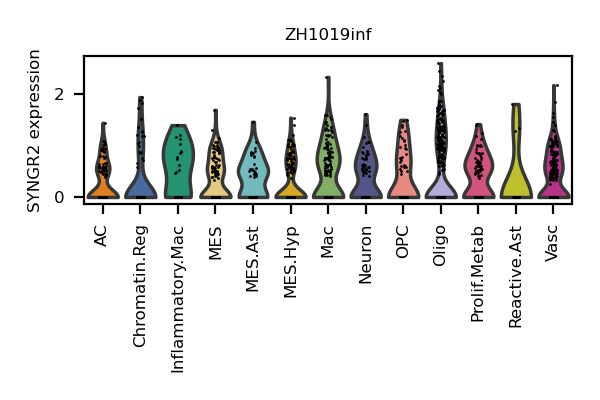 ZH1019inf
SYNGR2 expression
2
0
AC
Chromatin.Reg
Inflammatory.Mac
MES
MES.Ast
MES.Hyp
Mac
Neuron
OPC
Oligo
Prolif.Metab
Reactive.Ast
Vasc